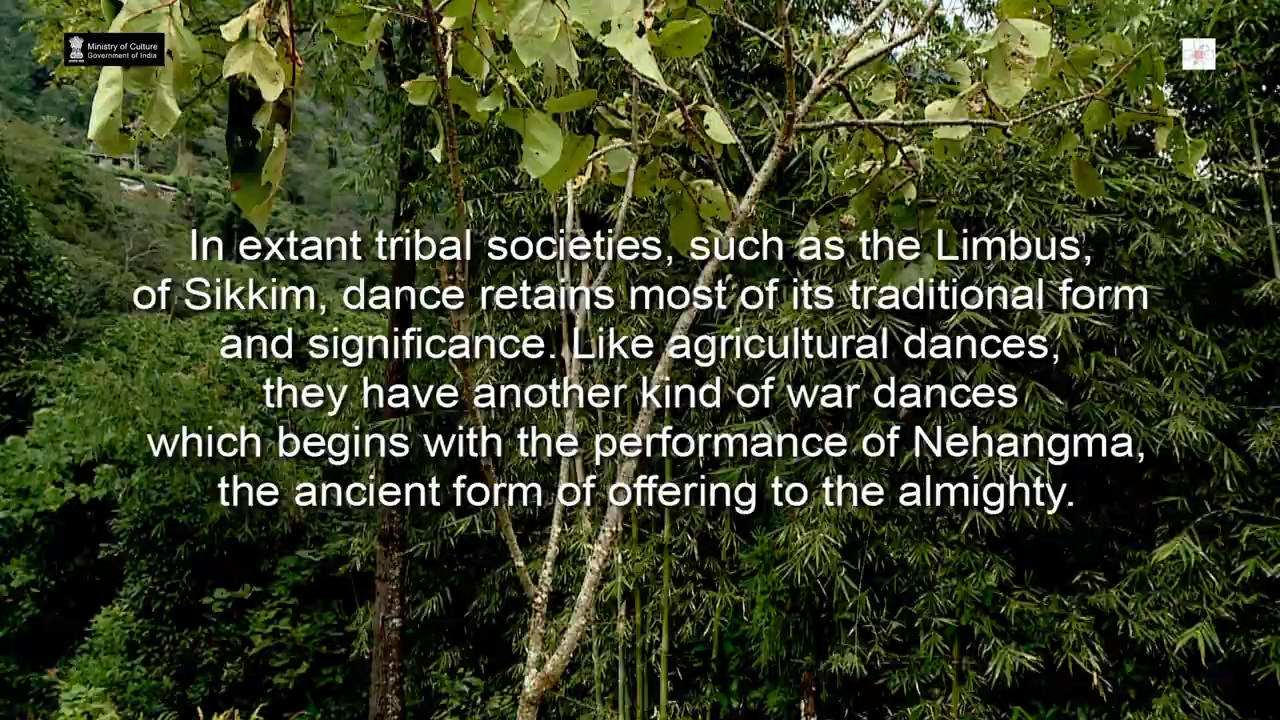 Ministry of Culture
Government of India
In extant tribal societies, such as the Limbus,
of Sikkim, dance retains most of its traditional form
and significance. Like agricultural dances,
they have another kind of war dances
which begins with the performance of Nehangma,
the ancient form of offering to the almighty.